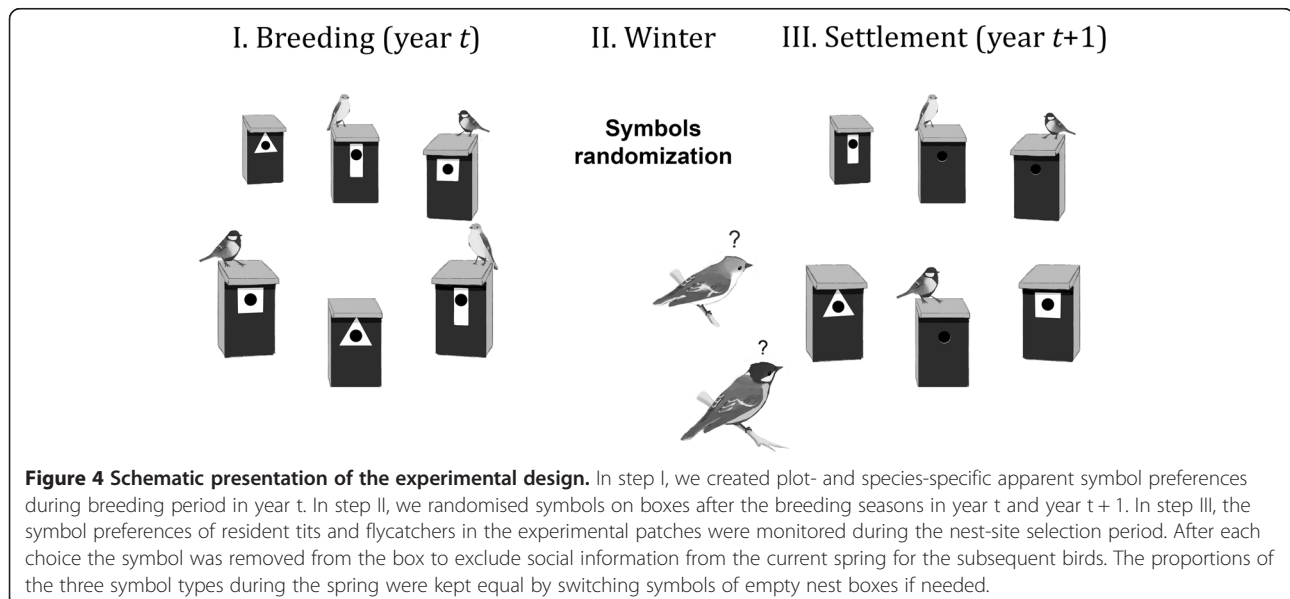 I. Breeding (year t)
II. Winter
III. Settlement (year t+1)
Symbols
randomization
?
?
Figure 4 Schematic presentation of the experimental design. In step I, we created plot- and species-specific apparent symbol preferences
during breeding period in year t. In step II, we randomised symbols on boxes after the breeding seasons in year t and year t + 1. In step III, the
symbol preferences of resident tits and flycatchers in the experimental patches were monitored during the nest-site selection period. After each
choice the symbol was removed from the box to exclude social information from the current spring for the subsequent birds. The proportions of
the three symbol types during the spring were kept equal by switching symbols of empty nest boxes if needed.